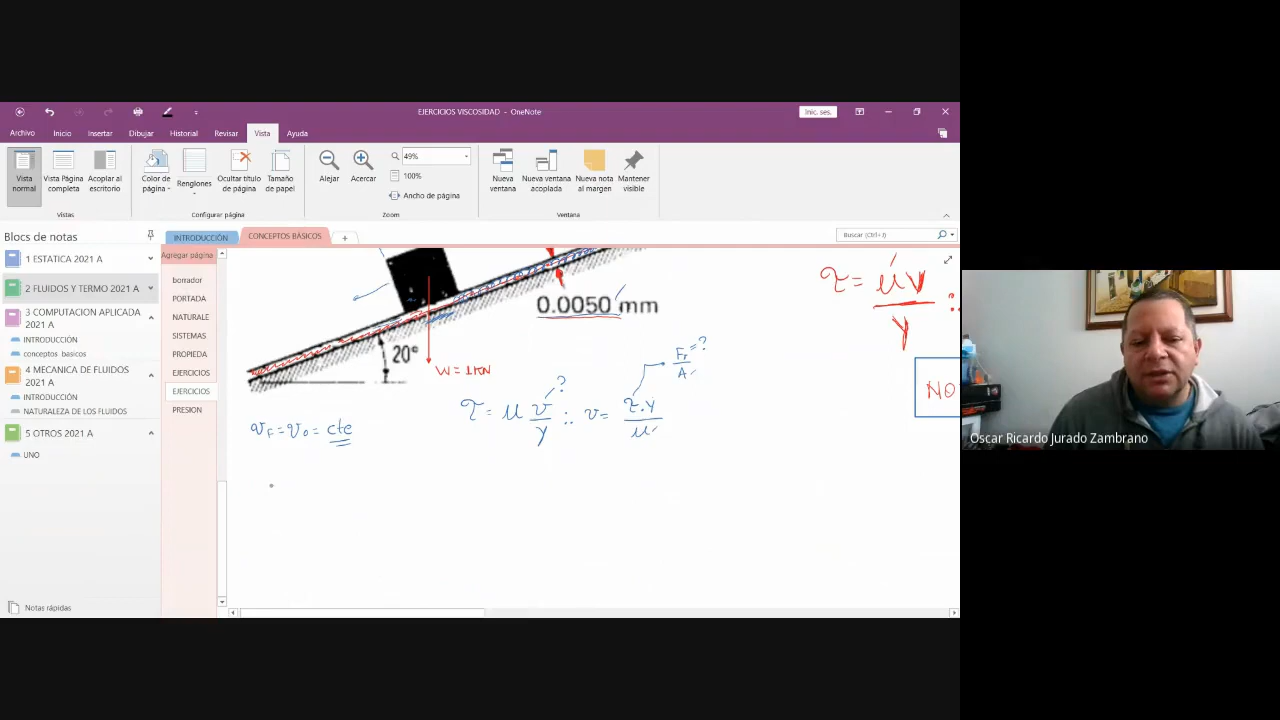 EJERCICIOS VISCOSIDAD - OneNote
Inic. ses.
Archivo Inicio Insertar Dibujar Historial Revisar Vista Ayuda
Vista normal
Vista Página completa
Acoplar al escritorio
Color de página
Renglones
Ocultar título de página
Tamaño de papel
Alejar
Acercar
49%
100%
Ancho de página
Nueva ventana
Nueva ventana acoplada
Nueva nota al margen
Mantener visible
Vistas Configurar página Zoom Ventana
Blocs de notas
INTRODUCCIÓN CONCEPTOS BÁSICOS +
Buscar (Ctrl+J)
1 ESTATICA 2021 A
2 FLUIDOS Y TERMO 2021 A
3 COMPUTACION APLICADA 2021 A
INTRODUCCIÓN
conceptos basicos
4 MECANICA DE FLUIDOS 2021 A
INTRODUCCIÓN
NATURALEZA DE LOS FLUIDOS
5 OTROS 2021 A
UNO
Notas rápidas
Agregar página
borrador
PORTADA
NATURALE
SISTEMAS
PROPIEDA
EJERCICIOS
EJERCICIOS
PRESION
0.0050 mm
20°
W = 1KN
τ = μ v / y ?
∴ v = τ·y / μ
Fr / A = ?
vF = v0 = cte
τ = μv / y ∴
NO
Oscar Ricardo Jurado Zambrano